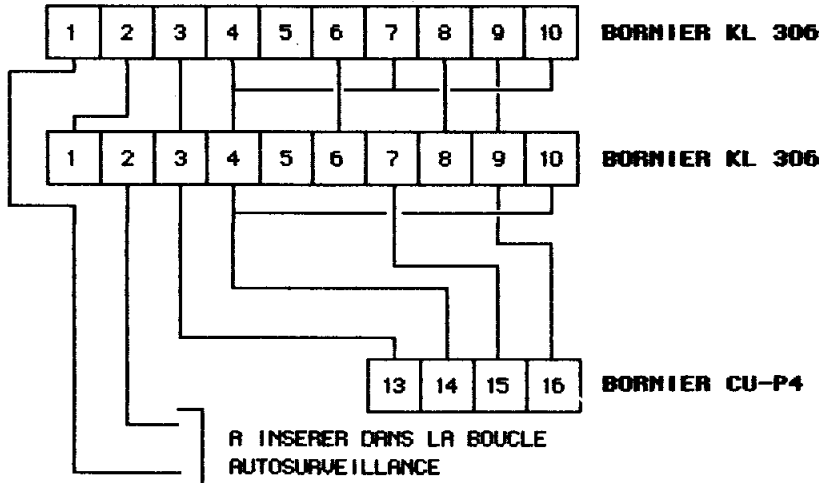 1 2 3 4 5 6 7 8 9 10 BORNIER KL 306
1 2 3 4 5 6 7 8 9 10 BORNIER KL 306
13 14 15 16 BORNIER CU-P4
A INSERER DANS LA BOUCLE
AUTOSURVEILLANCE